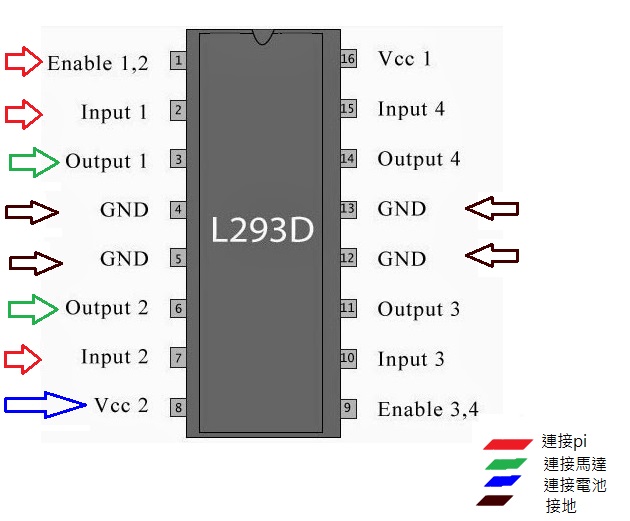 Enable 1,2 1 16 Vcc 1
Input 1 2 15 Input 4
Output 1 3 14 Output 4
GND 4 13 GND
L293D
GND 5 12 GND
Output 2 6 11 Output 3
Input 2 7 10 Input 3
Vcc 2 8 9 Enable 3,4
連接pi
連接馬達
連接電池
接地